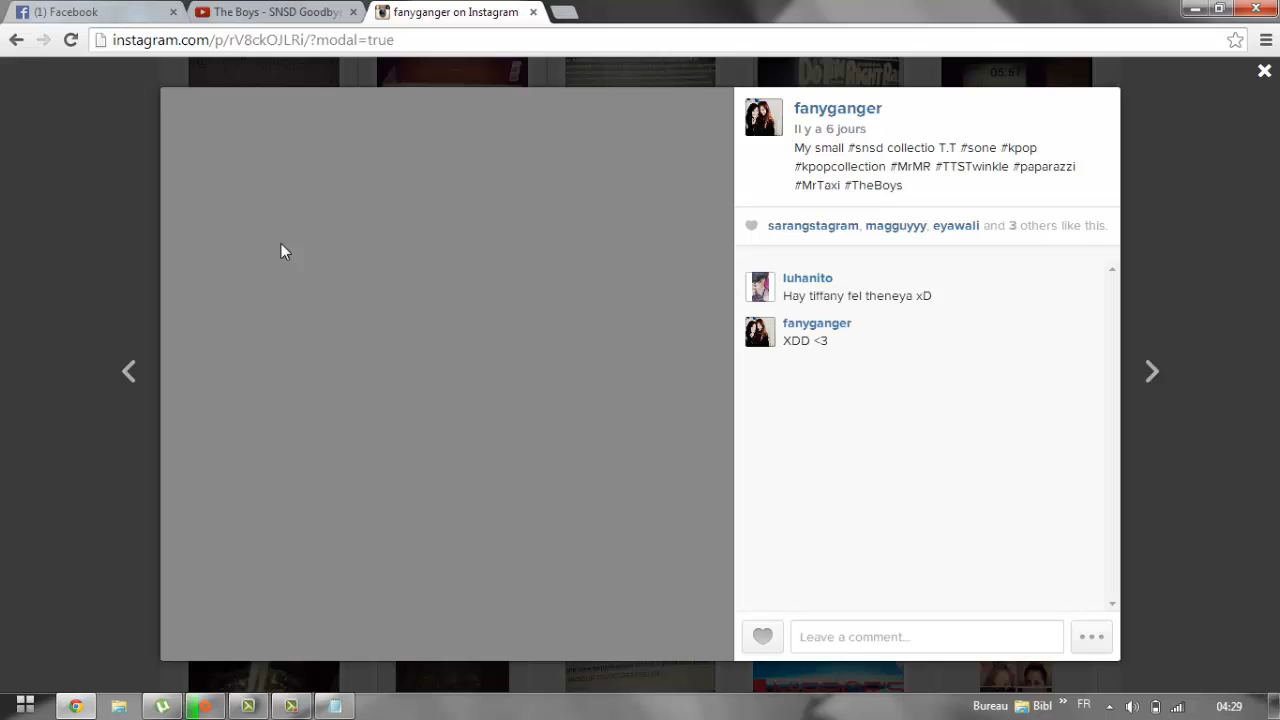 (1) Facebook
The Boys - SNSD Goodby
fanyganger on Instagram
instagram.com/p/rV8ckOJLRi/?modal=true
05:57
fanyganger
Il y a 6 jours
My small #snsd collectio T.T #sone #kpop
#kpopcollection #MrMR #TTSTwinkle #paparazzi
#MrTaxi #TheBoys
sarangstagram, magguyyy, eyawali and 3 others like this.
luhanito
Hay tiffany fel theneya xD
fanyganger
XDD <3
Leave a comment...
Bureau
Bibl
FR
04:29